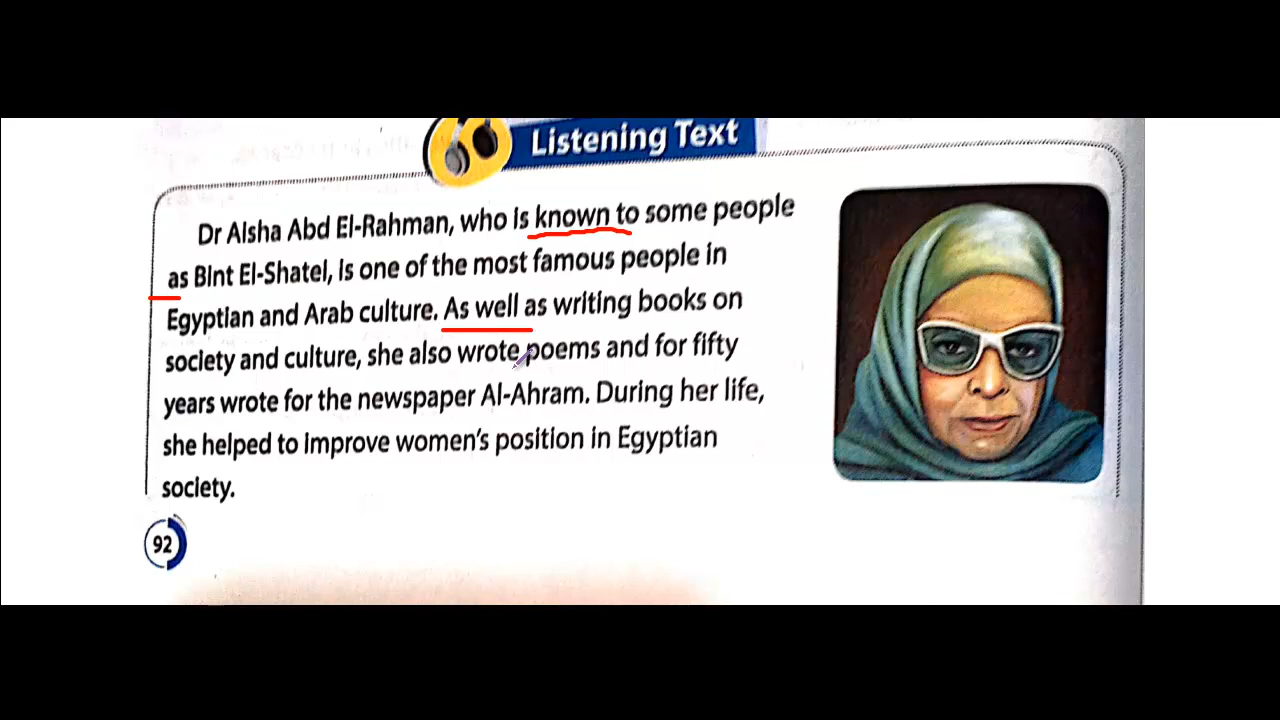 Listening Text
Dr Aisha Abd El-Rahman, who is known to some people
as Bint El-Shatei, is one of the most famous people in
Egyptian and Arab culture. As well as writing books on
society and culture, she also wrote poems and for fifty
years wrote for the newspaper Al-Ahram. During her life,
she helped to improve women's position in Egyptian
society.
92